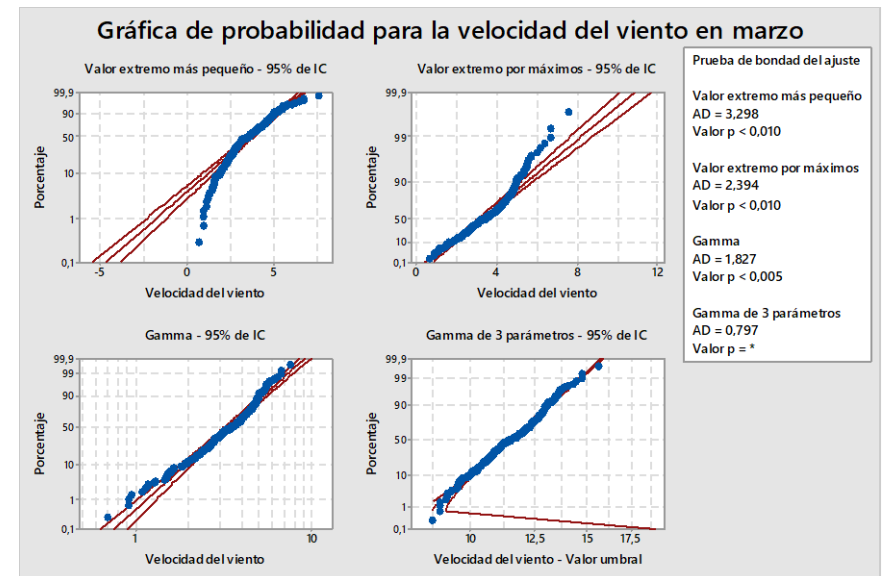 Gráfica de probabilidad para la velocidad del viento en marzo
Valor extremo más pequeño - 95% de IC
99,9
90
50
10
1
0,1
Porcentaje
-5
0
5
Velocidad del viento
Valor extremo por máximos - 95% de IC
99,9
99
90
50
10
0,1
Porcentaje
0
4
8
12
Velocidad del viento
Gamma - 95% de IC
99,9
99
90
50
10
1
0,1
Porcentaje
1
10
Velocidad del viento
Gamma de 3 parámetros - 95% de IC
99,9
99
90
50
10
1
0,1
Porcentaje
10
12,5
15
17,5
Velocidad del viento - Valor umbral
Prueba de bondad del ajuste
Valor extremo más pequeño
AD = 3,298
Valor p < 0,010
Valor extremo por máximos
AD = 2,394
Valor p < 0,010
Gamma
AD = 1,827
Valor p < 0,005
Gamma de 3 parámetros
AD = 0,797
Valor p = *